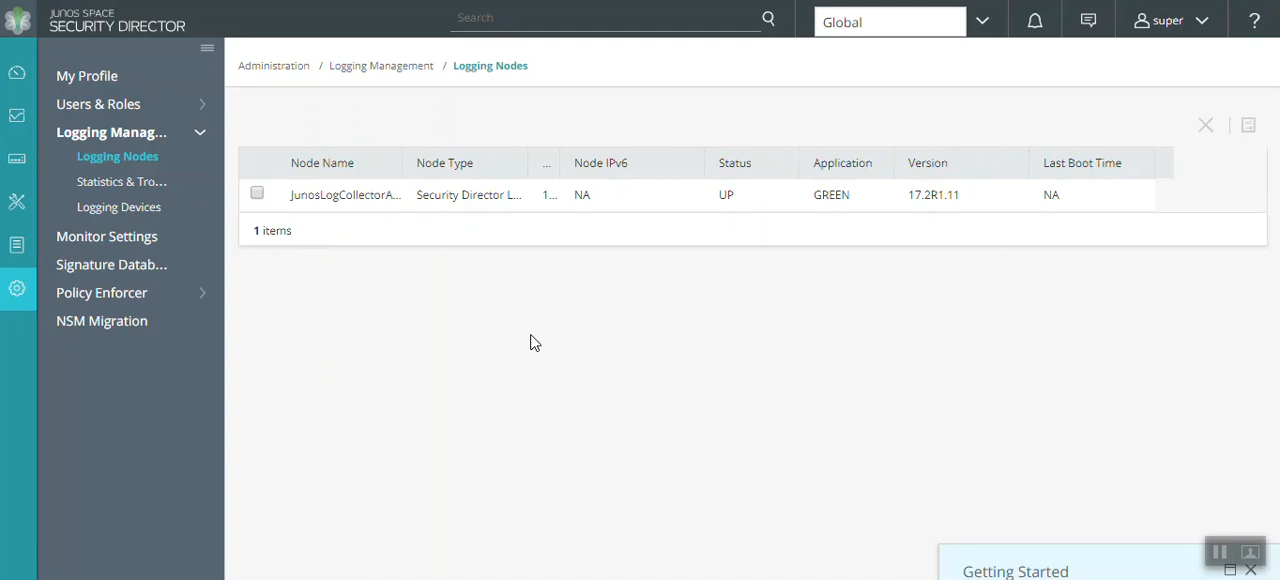 JUNOS SPACE
SECURITY DIRECTOR
Search
Global
super
?
My Profile
Users & Roles
Logging Manag...
Logging Nodes
Statistics & Tro...
Logging Devices
Monitor Settings
Signature Datab...
Policy Enforcer
NSM Migration
Administration / Logging Management / Logging Nodes
Node Name Node Type ... Node IPv6 Status Application Version Last Boot Time
JunosLogCollectorA... Security Director L... 1... NA UP GREEN 17.2R1.11 NA
1 items
Getting Started